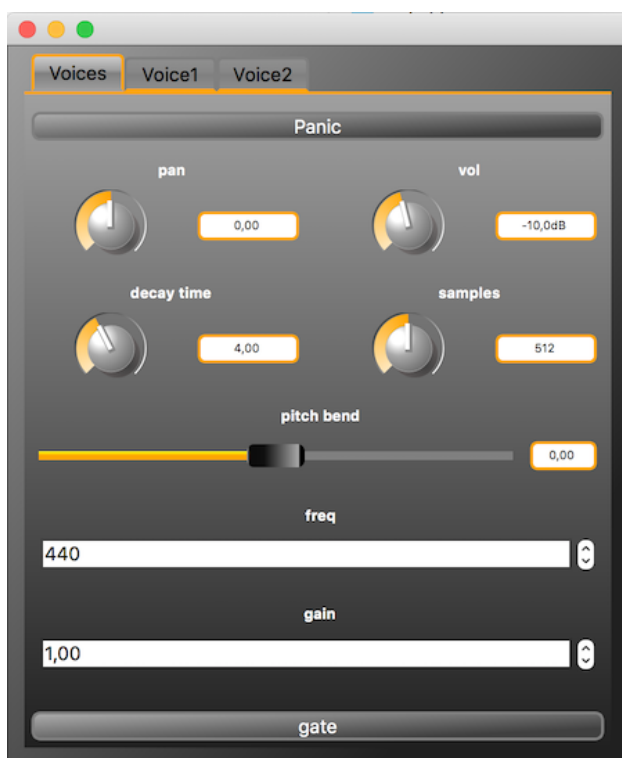 Voices Voice1 Voice2
Panic
pan vol
0,00 -10,0dB
decay time samples
4,00 512
pitch bend
0,00
freq
440
gain
1,00
gate